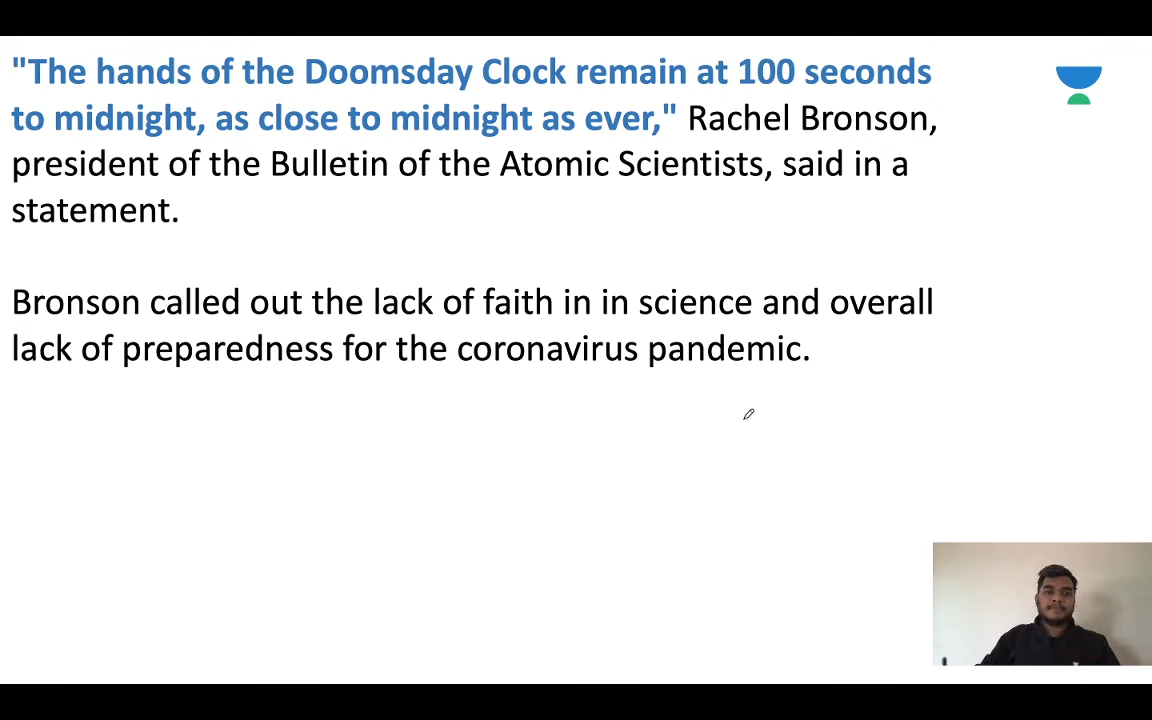 "The hands of the Doomsday Clock remain at 100 seconds
to midnight, as close to midnight as ever," Rachel Bronson,
president of the Bulletin of the Atomic Scientists, said in a
statement.
Bronson called out the lack of faith in in science and overall
lack of preparedness for the coronavirus pandemic.